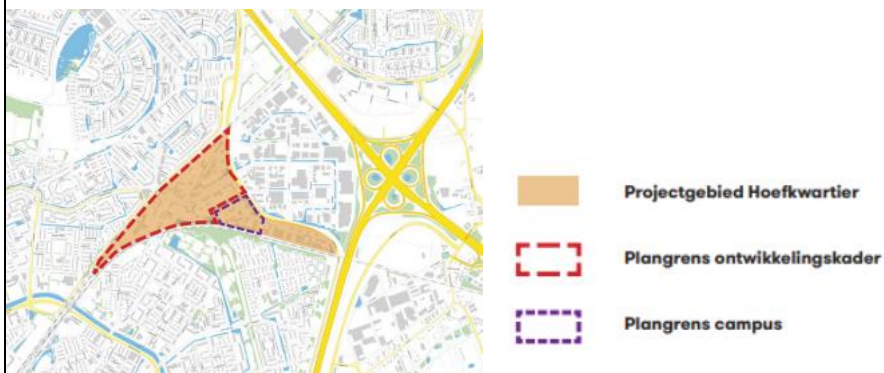 Projectgebied Hoefkwartier
Plangrens ontwikkelingskader
Plangrens campus